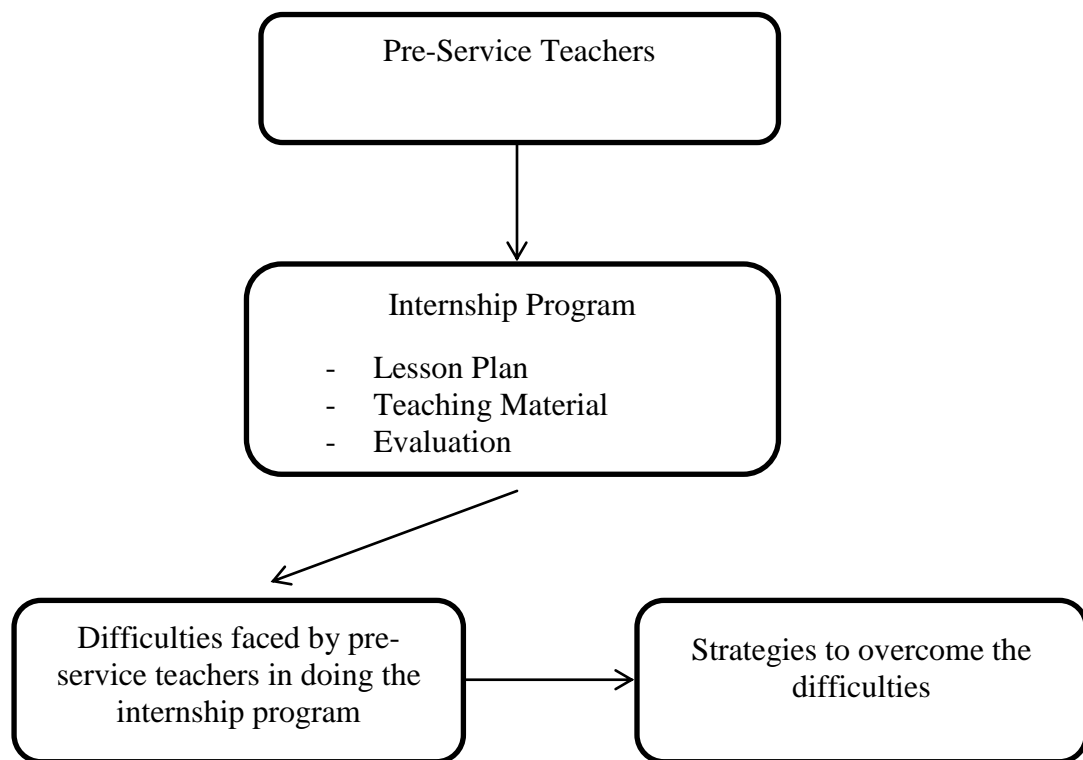 Pre-Service Teachers
Internship Program
- Lesson Plan
- Teaching Material
- Evaluation
Difficulties faced by pre-
service teachers in doing the
internship program
Strategies to overcome the
difficulties